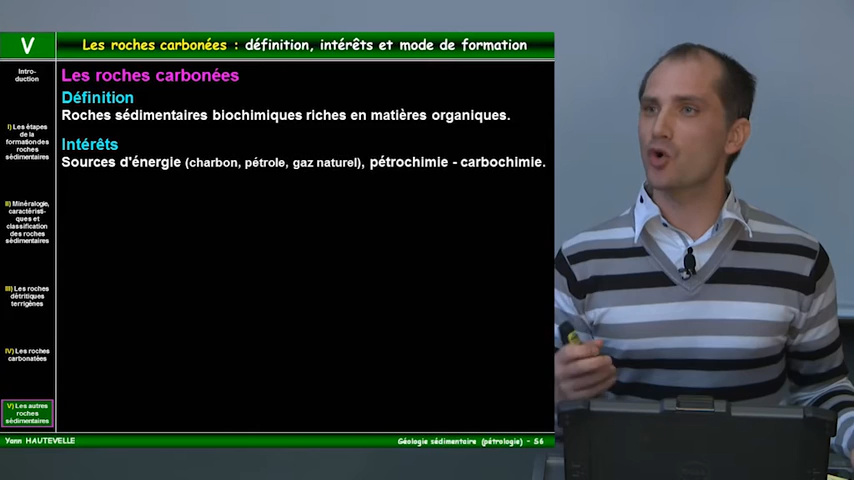 V
Les roches carbonées : définition, intérêts et mode de formation
Intro-
duction
I) Les étapes
de la
formation des
roches
sédimentaires
II) Minéralogie,
caractérist-
iques et
classification
des roches
sédimentaires
III) Les roches
détritiques
terrigènes
IV) Les roches
carbonatées
V) Les autres
roches
sédimentaires
Les roches carbonées
Définition
Roches sédimentaires biochimiques riches en matières organiques.
Intérêts
Sources d'énergie (charbon, pétrole, gaz naturel), pétrochimie - carbochimie.
Yann HAUTEVELLE
Géologie sédimentaire (pétrologie) - 56